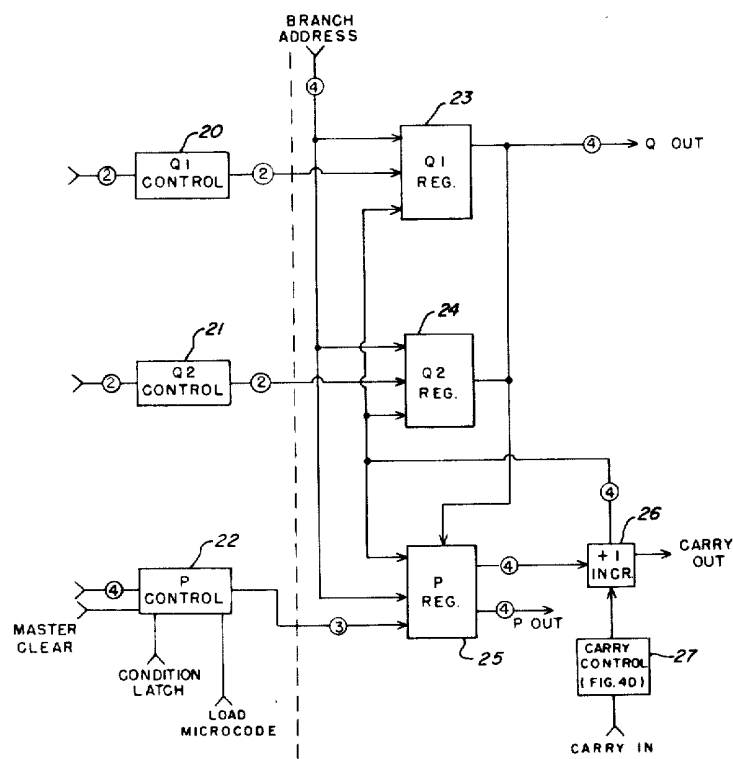 BRANCH
ADDRESS
4
23
20
Q1
CONTROL
2
2
Q1
REG.
4
Q OUT
24
21
Q2
CONTROL
2
2
Q2
REG.
4
26
22
P
CONTROL
4
MASTER
CLEAR
CONDITION
LATCH
LOAD
MICROCODE
3
P
REG.
25
4
4
P OUT
+1
INCR.
CARRY
OUT
CARRY
CONTROL
(FIG. 4D)
27
CARRY IN